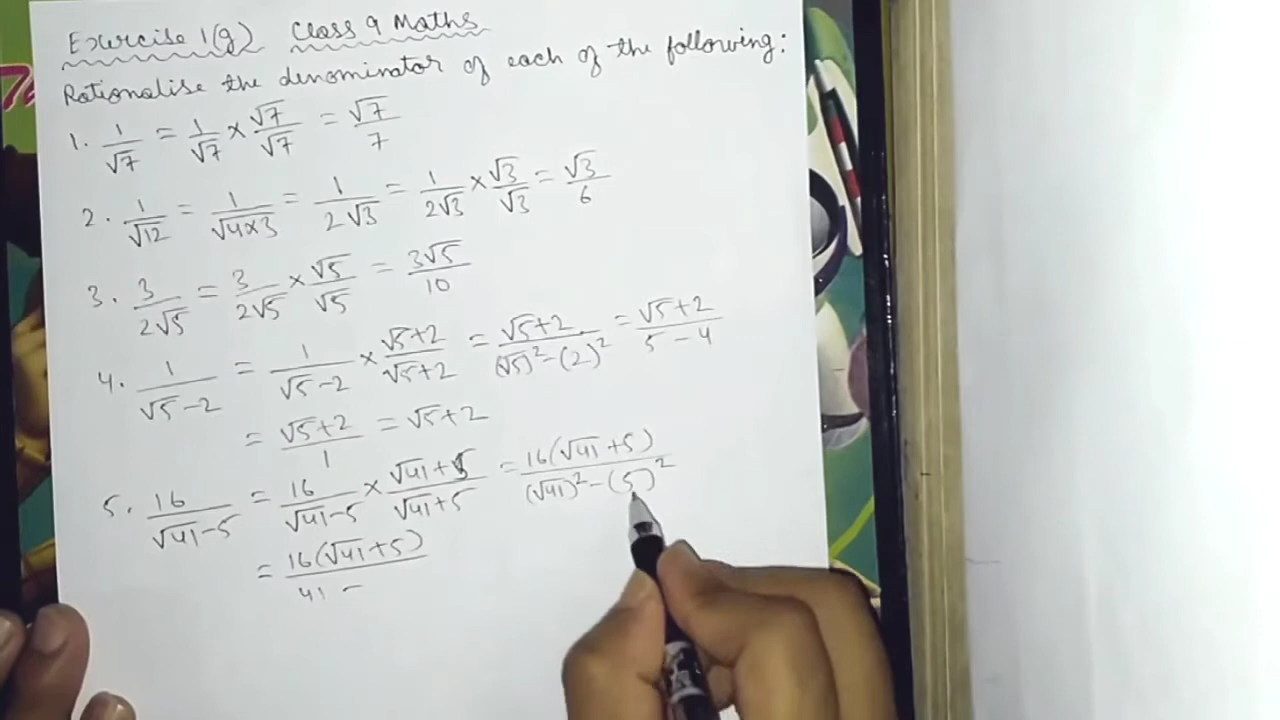 Exercise 1(g) Class 9 Maths
Rationalise the denominator of each of the following:
1. 1/√7 = 1/√7 × √7/√7 = √7/7
2. 1/√12 = 1/√4×3 = 1/2√3 = 1/2√3 × √3/√3 = √3/6
3. 3/2√5 = 3/2√5 × √5/√5 = 3√5/10
4. 1/√5-2 = 1/√5-2 × √5+2/√5+2 = √5+2/(√5)²-(2)² = √5+2/5-4
= √5+2/1 = √5+2
5. 16/√41-5 = 16/√41-5 × √41+5/√41+5 = 16(√41+5)/(√41)²-(5)²
= 16(√41+5)/41-